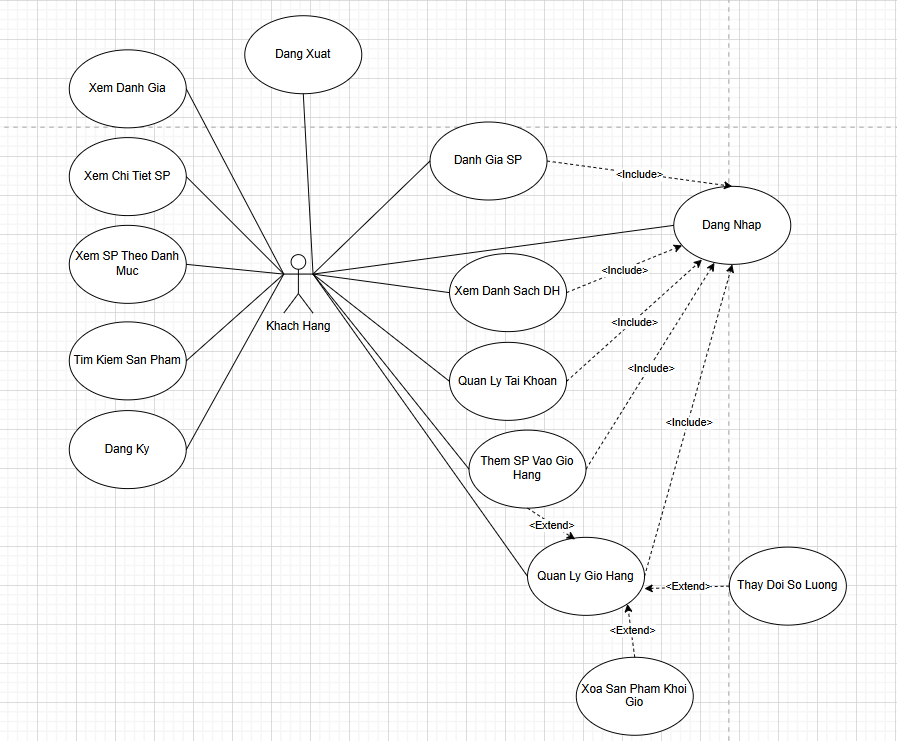 Dang Xuat
Xem Danh Gia
Danh Gia SP
<Include>
Xem Chi Tiet SP
Dang Nhap
Xem SP Theo Danh
Muc
<Include>
Xem Danh Sach DH
Khach Hang
<Include>
Tim Kiem San Pham
<Include>
Quan Ly Tai Khoan
<Include>
Dang Ky
Them SP Vao Gio
Hang
<Extend>
Quan Ly Gio Hang
<Extend>
Thay Doi So Luong
<Extend>
Xoa San Pham Khoi
Gio